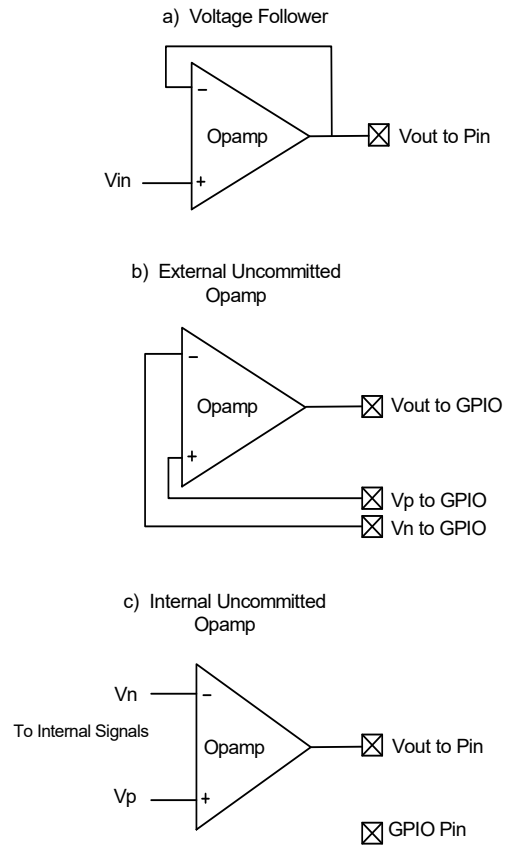 a) Voltage Follower
–
Opamp
Vout to Pin
Vin
+
b) External Uncommitted
Opamp
–
Opamp
Vout to GPIO
+
Vp to GPIO
Vn to GPIO
c) Internal Uncommitted
Opamp
Vn
–
To Internal Signals
Opamp
Vout to Pin
Vp
+
GPIO Pin